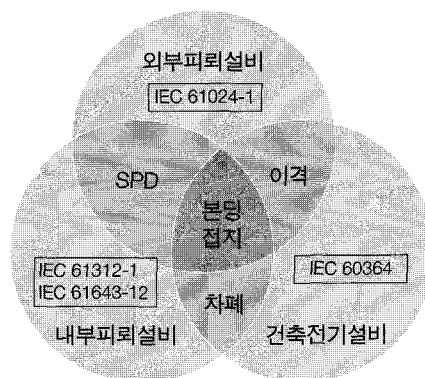 외부피뢰설비
IEC 61024-1
SPD
이격
본딩
접지
IEC 61312-1
IEC 61643-12
IEC 60364
차폐
내부피뢰설비
건축전기설비